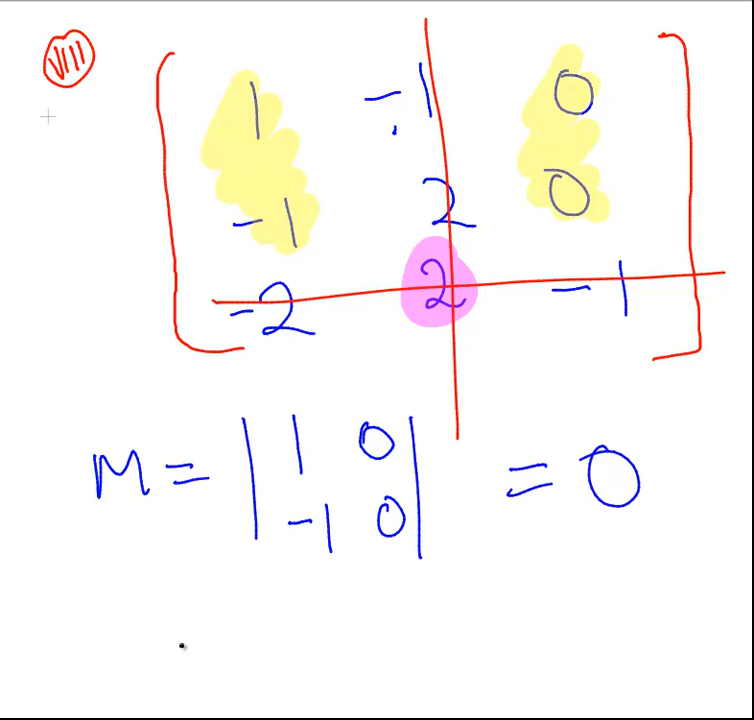 VIII
1 -1 0
-1 2 0
-2 2 -1
M = | 1 0 | = 0
| -1 0 |